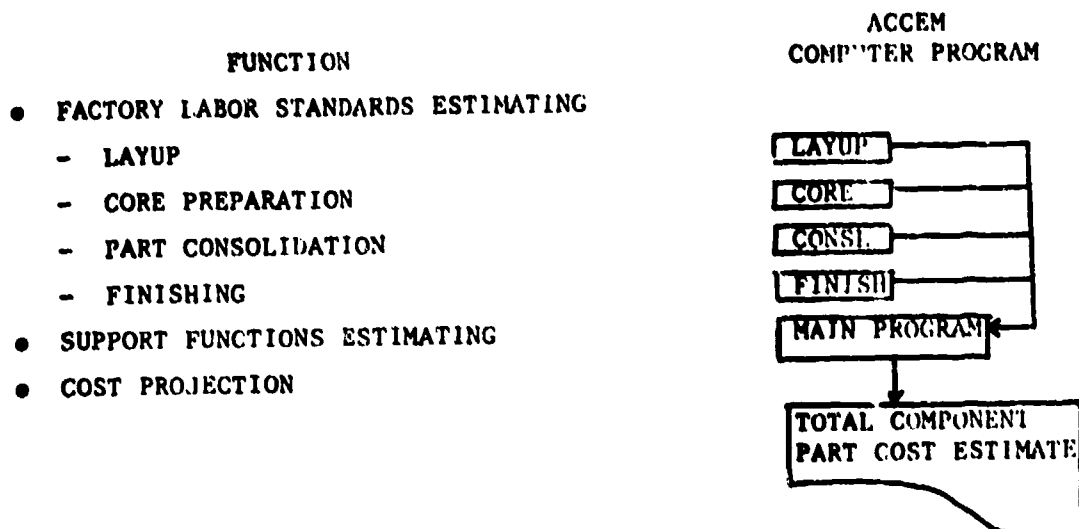 FUNCTION
● FACTORY LABOR STANDARDS ESTIMATING
- LAYUP
- CORE PREPARATION
- PART CONSOLIDATION
- FINISHING
● SUPPORT FUNCTIONS ESTIMATING
● COST PROJECTION
ACCEM
PROGRAM
LAYUP
CORE
CONSL
FINISH
MAIN PROGRAM
TOTAL COMPONENT
PART COST ESTIMATE